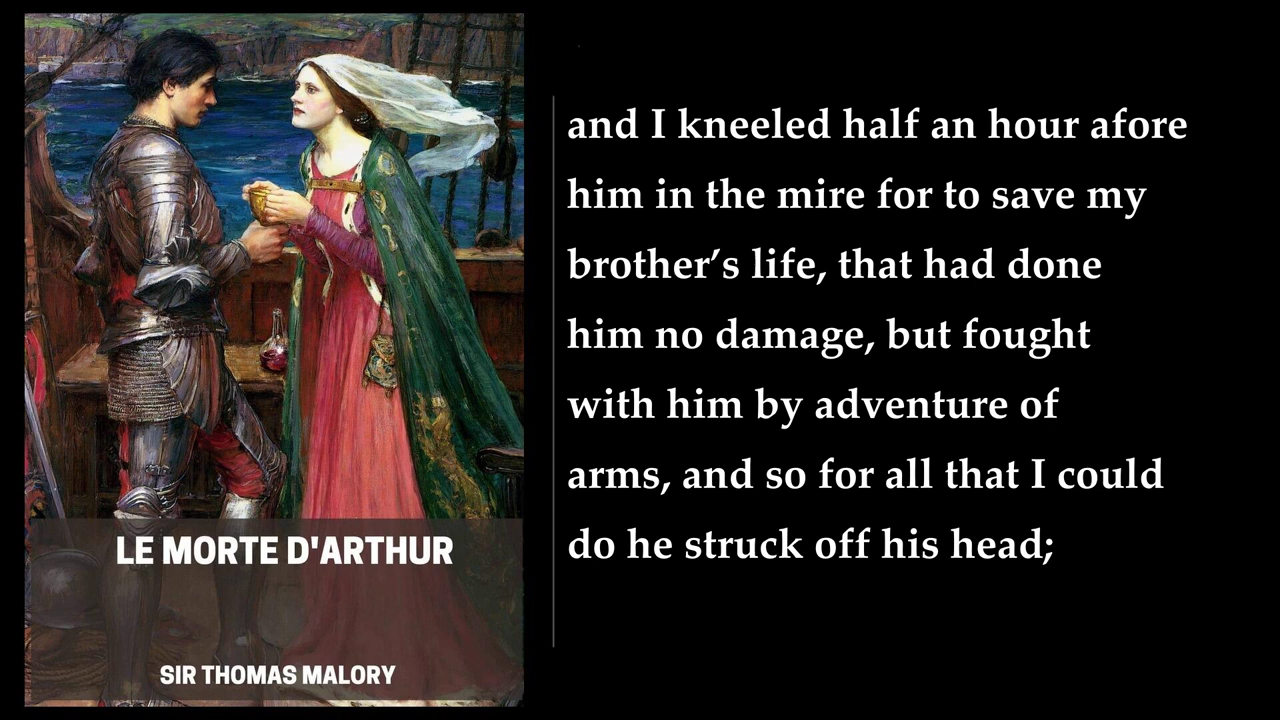 LE MORTE D'ARTHUR
SIR THOMAS MALORY
and I kneeled half an hour afore
him in the mire for to save my
brother’s life, that had done
him no damage, but fought
with him by adventure of
arms, and so for all that I could
do he struck off his head;